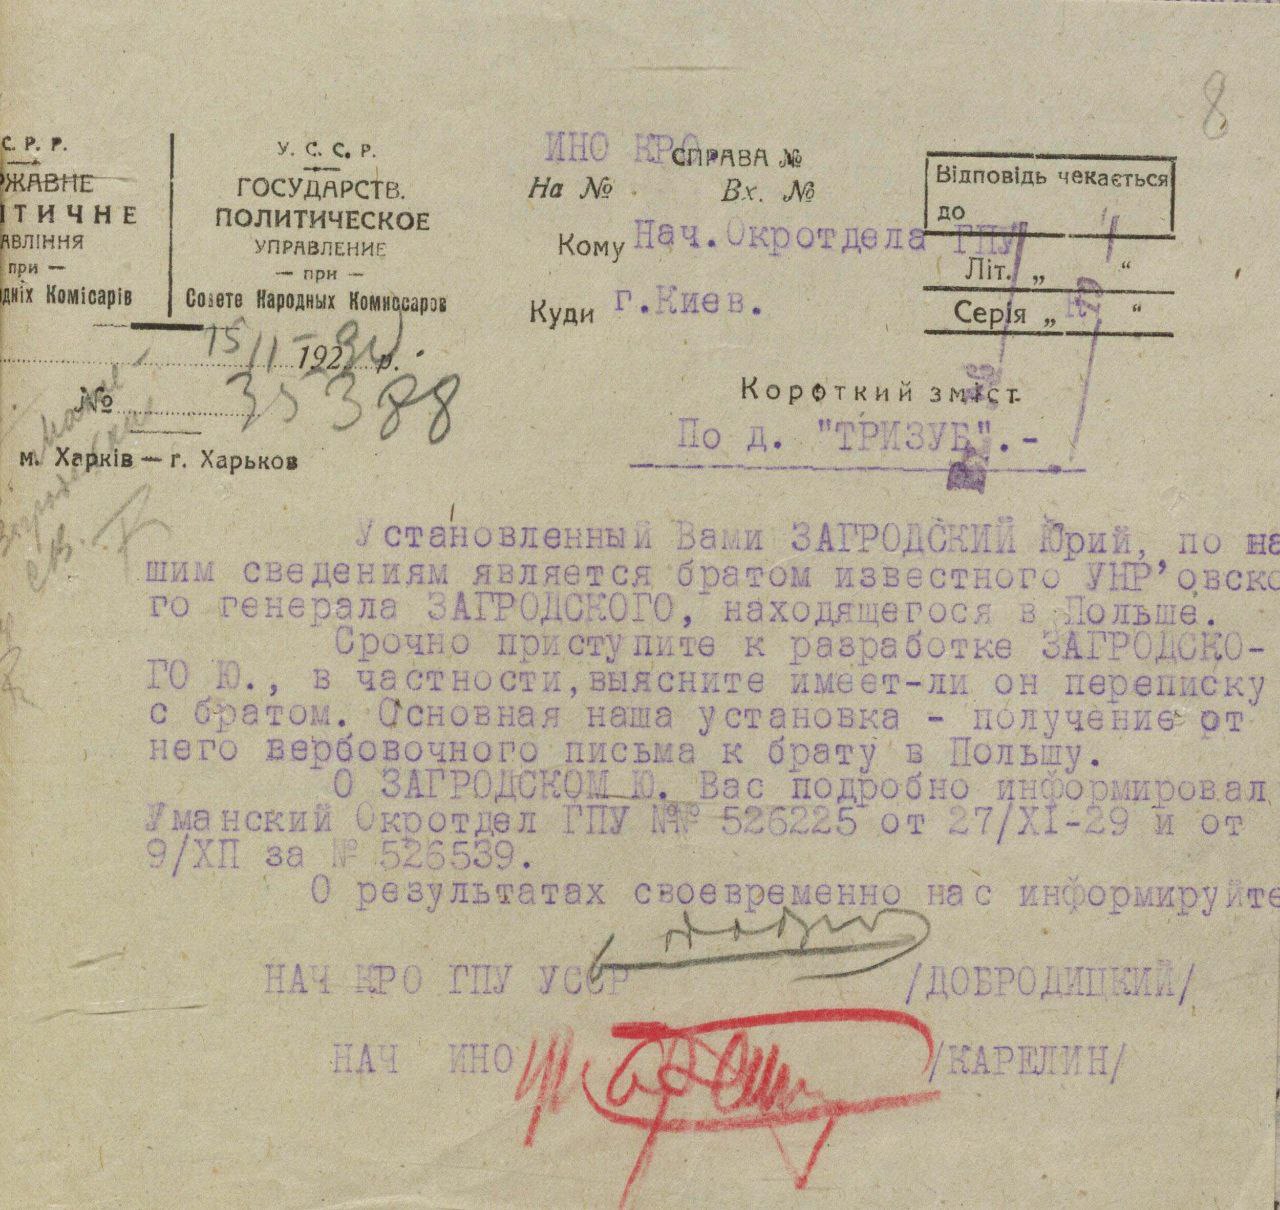 8
С. Р. Р.
РЖАВНЕ
ІТИЧНЕ
АВЛІННЯ
при —
дніх Комісарів
У. С. С. Р.
ГОСУДАРСТВ.
ПОЛИТИЧЕСКОЕ
УПРАВЛЕНИЕ
— при —
Совете Народных Комиссаров
15/II - 1930 р.
№ 35388
м. Харків — г. Харьков
ИНО КРО. СПРАВА №
На № Вх. №
Кому Нач.Окротдела ГПУ
Куди г.Киев.
Відповідь чекається
до
Літ. „ “
Серія „ “
Короткий зміст
По д. "ТРИЗУБ".-
Установленный Вами ЗАГРОДСКИЙ Юрий, по на
шим сведениям является братом известного УНР'овско
го генерала ЗАГРОДСКОГО, находящегося в Польше.
Срочно приступите к разработке ЗАГРОДСКО-
ГО Ю., в частности,выясните имеет-ли он переписку
с братом. Основная наша установка - получение от
него вербовочного письма к брату в Польшу.
О ЗАГРОДСКОМ Ю. Вас подробно информировал
Уманский Окротдел ГПУ №№ 526225 от 27/XI-29 и от
9/ХП за № 526539.
О результатах своевременно нас информируйте
НАЧ КРО ГПУ УССР /ДОБРОДИЦКИЙ/
НАЧ ИНО /КАРЕЛИН/